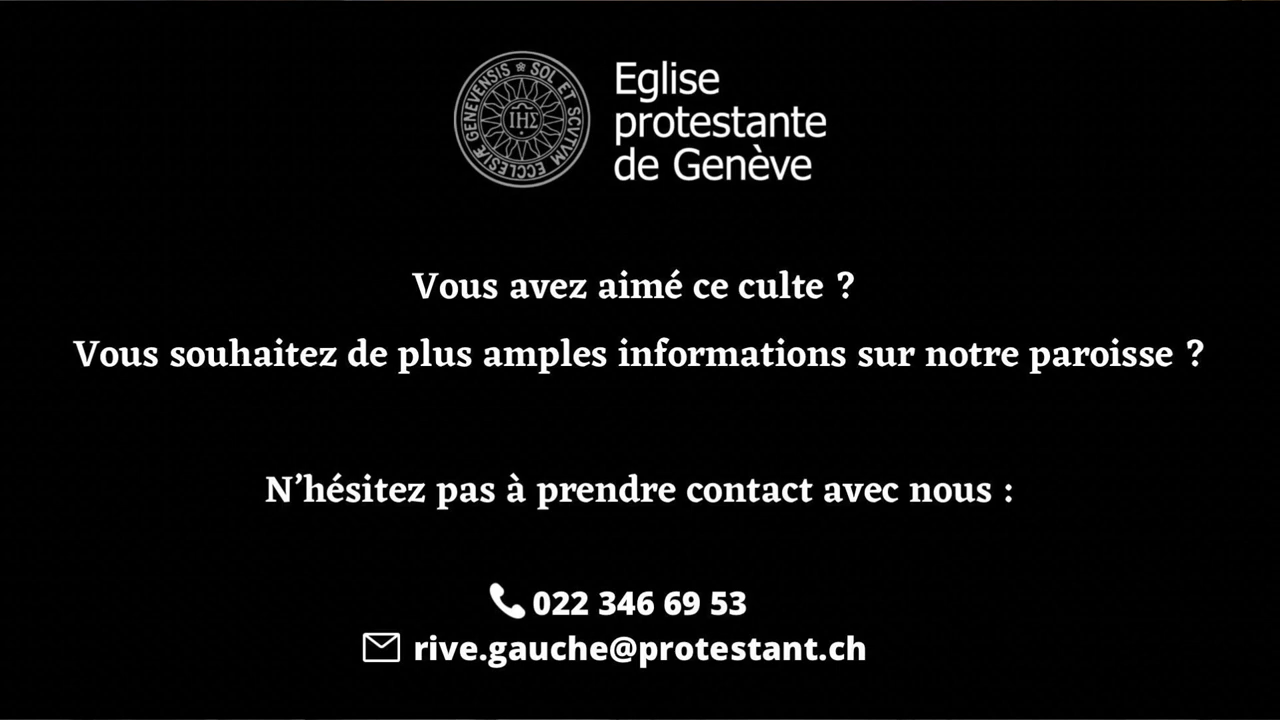 SOL ET SCVTVM ECCLESIÆ GENEVENSIS
IHΣ
Eglise
protestante
de Genève
Vous avez aimé ce culte ?
Vous souhaitez de plus amples informations sur notre paroisse ?
N’hésitez pas à prendre contact avec nous :
022 346 69 53
rive.gauche@protestant.ch